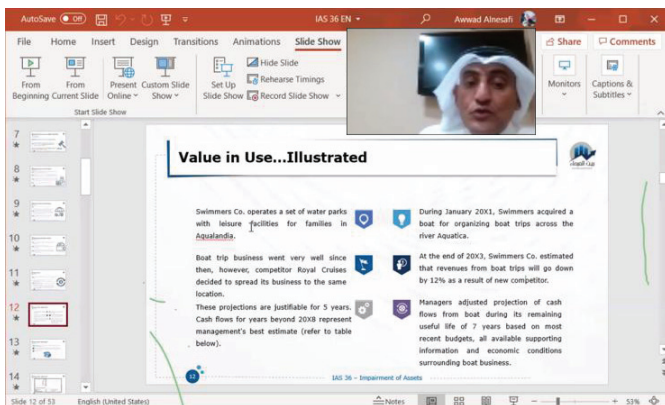 AutoSave Off IAS 36 EN Awwad Alnesafi
File Home Insert Design Transitions Animations Slide Show Share Comments
From Beginning
From Current Slide
Present Online
Custom Slide Show
Set Up Slide Show
Hide Slide
Rehearse Timings
Record Slide Show
Monitors
Captions & Subtitles
Start Slide Show
7
8
9
10
11
12
13
14
Value in Use...Illustrated
Swimmers Co. operates a set of water parks
with leisure facilities for families in
Aqualandia.
During January 20X1, Swimmers acquired a
boat for organizing boat trips across the
river Aquatica.
Boat trip business went very well since
then, however, competitor Royal Cruises
decided to spread its business to the same
location.
At the end of 20X3, Swimmers Co. estimated
that revenues from boat trips will go down
by 12% as a result of new competitor.
These projections are justifiable for 5 years.
Cash flows for years beyond 20X8 represent
management's best estimate (refer to table
below).
Managers adjusted projection of cash
flows from boat during its remaining
useful life of 7 years based on most
recent budgets, all available supporting
information and economic conditions
surrounding boat business.
12
IAS 36 – Impairment of Assets
Slide 12 of 53 English (United States) Notes 53%